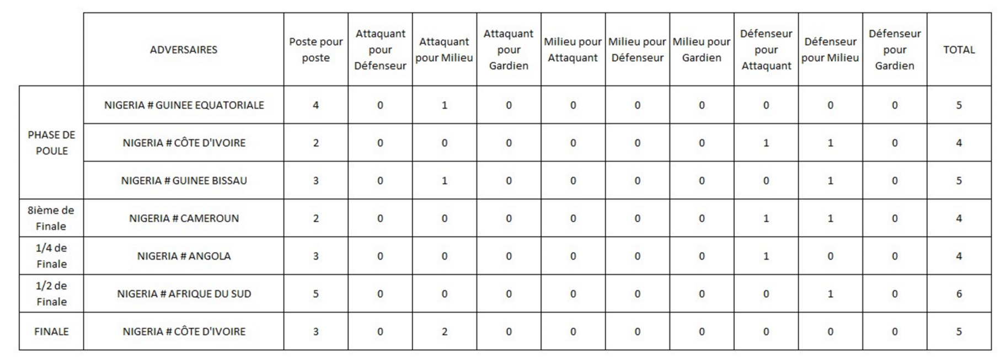 ADVERSAIRES
Poste pour
poste
Attaquant
pour
Défenseur
Attaquant
pour Milieu
Attaquant
pour
Gardien
Milieu pour
Attaquant
Milieu pour
Défenseur
Milieu pour
Gardien
Défenseur
pour
Attaquant
Défenseur
pour Milieu
Défenseur
pour
Gardien
TOTAL
PHASE DE
POULE
NIGERIA # GUINEE EQUATORIALE 4 0 1 0 0 0 0 0 0 0 5
NIGERIA # CÔTE D'IVOIRE 2 0 0 0 0 0 0 1 1 0 4
NIGERIA # GUINEE BISSAU 3 0 1 0 0 0 0 0 1 0 5
8ième de
Finale
NIGERIA # CAMEROUN 2 0 0 0 0 0 0 1 1 0 4
1/4 de
Finale
NIGERIA # ANGOLA 3 0 0 0 0 0 0 1 0 0 4
1/2 de
Finale
NIGERIA # AFRIQUE DU SUD 5 0 0 0 0 0 0 0 1 0 6
FINALE NIGERIA # CÔTE D'IVOIRE 3 0 2 0 0 0 0 0 0 0 5